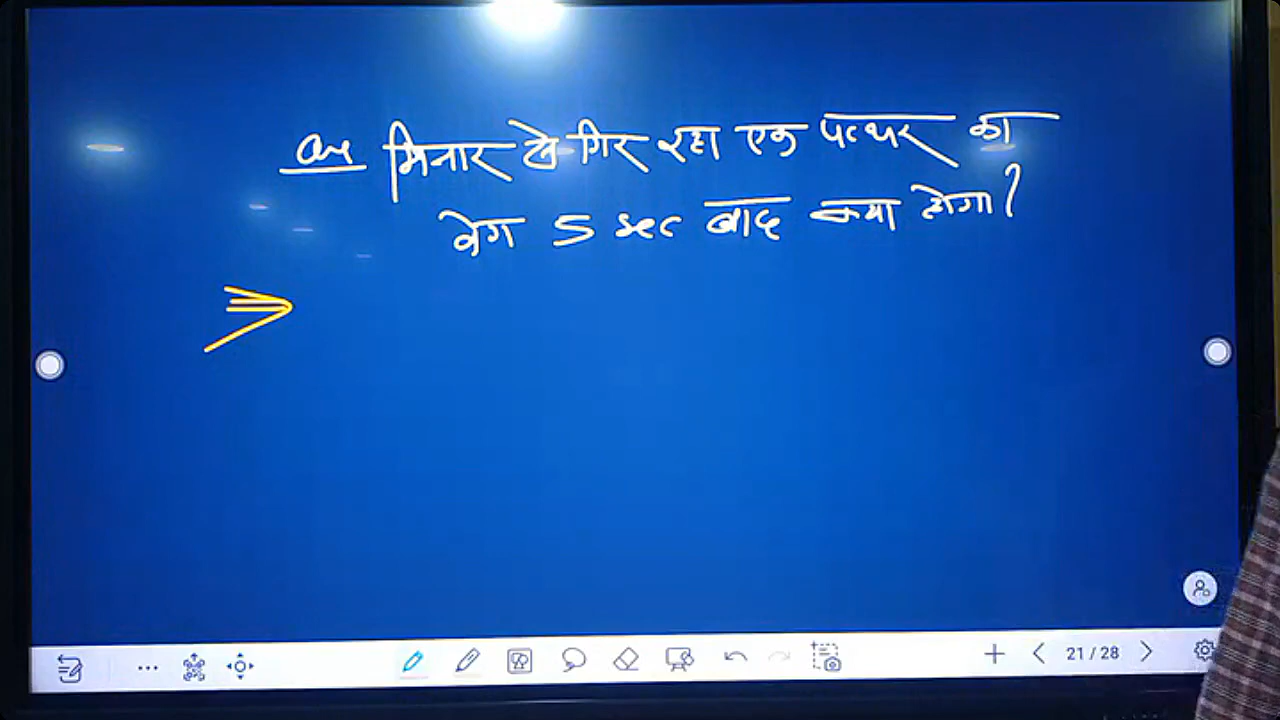 Que मिनार से गिर रहा एक पत्थर का
वेग 5 sec बाद क्या होगा?
21 / 28